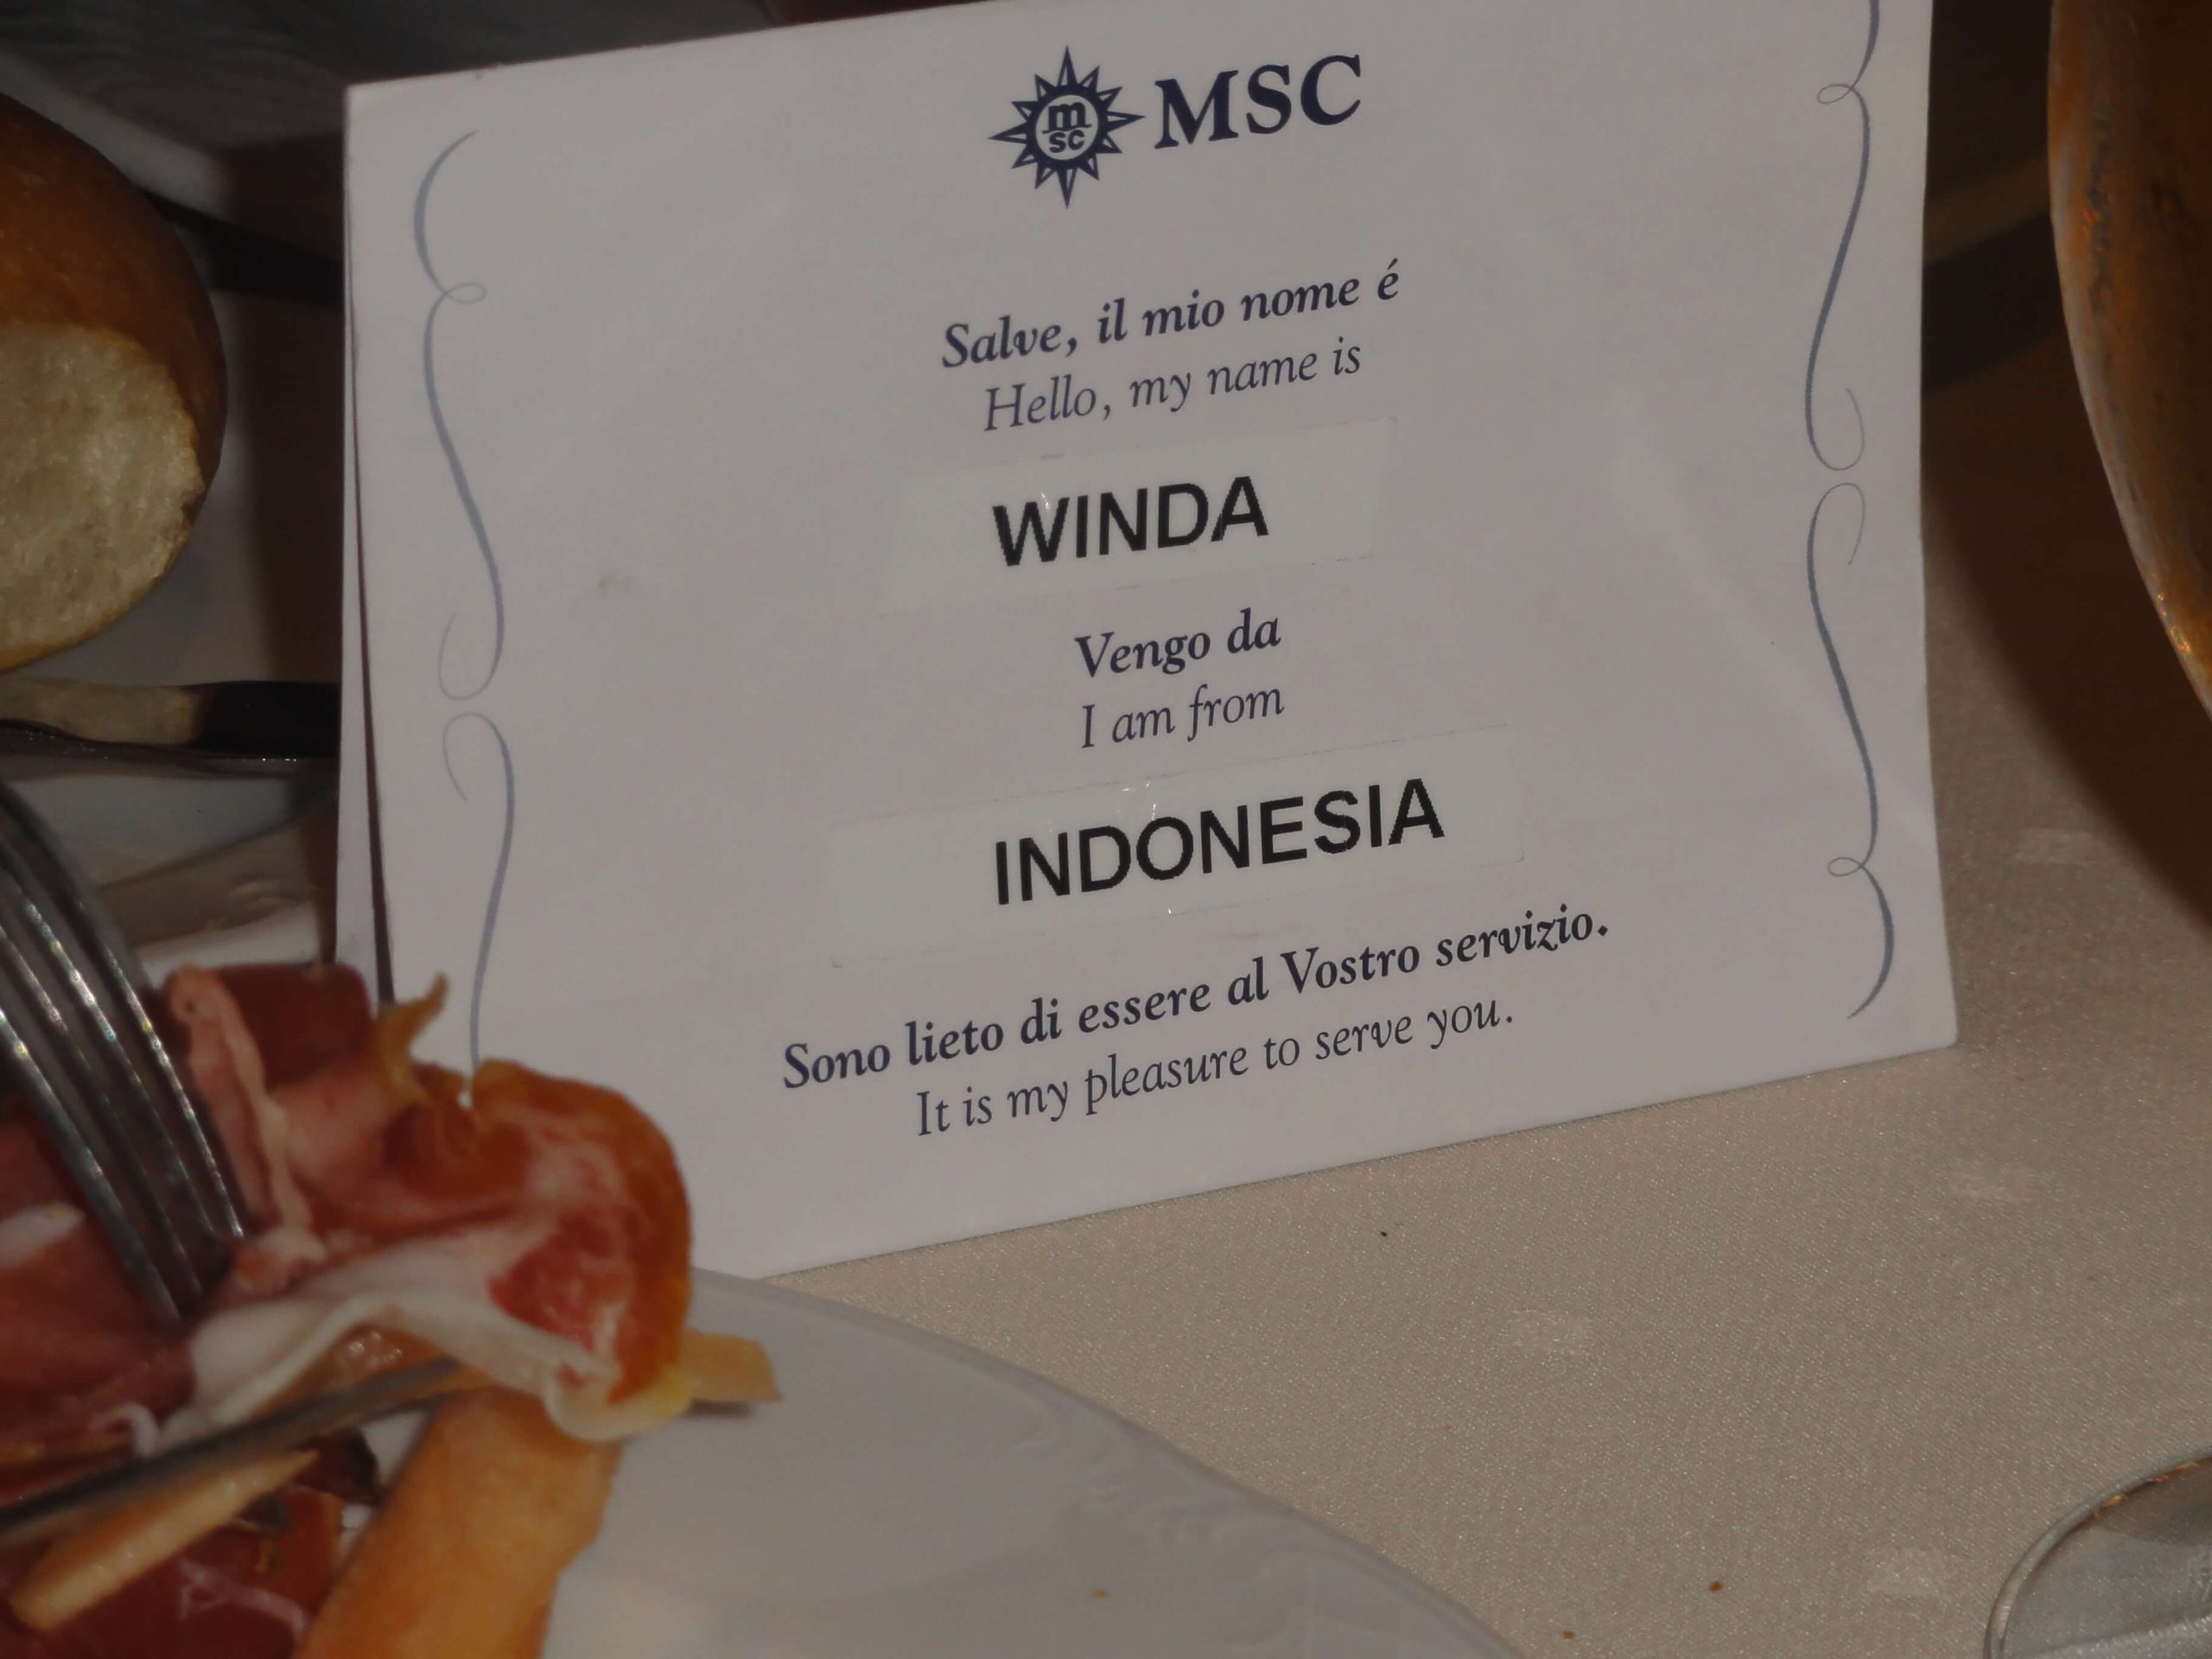 m
sc
MSC
Salve, il mio nome é
Hello, my name is
WINDA
Vengo da
I am from
INDONESIA
Sono lieto di essere al Vostro servizio.
It is my pleasure to serve you.